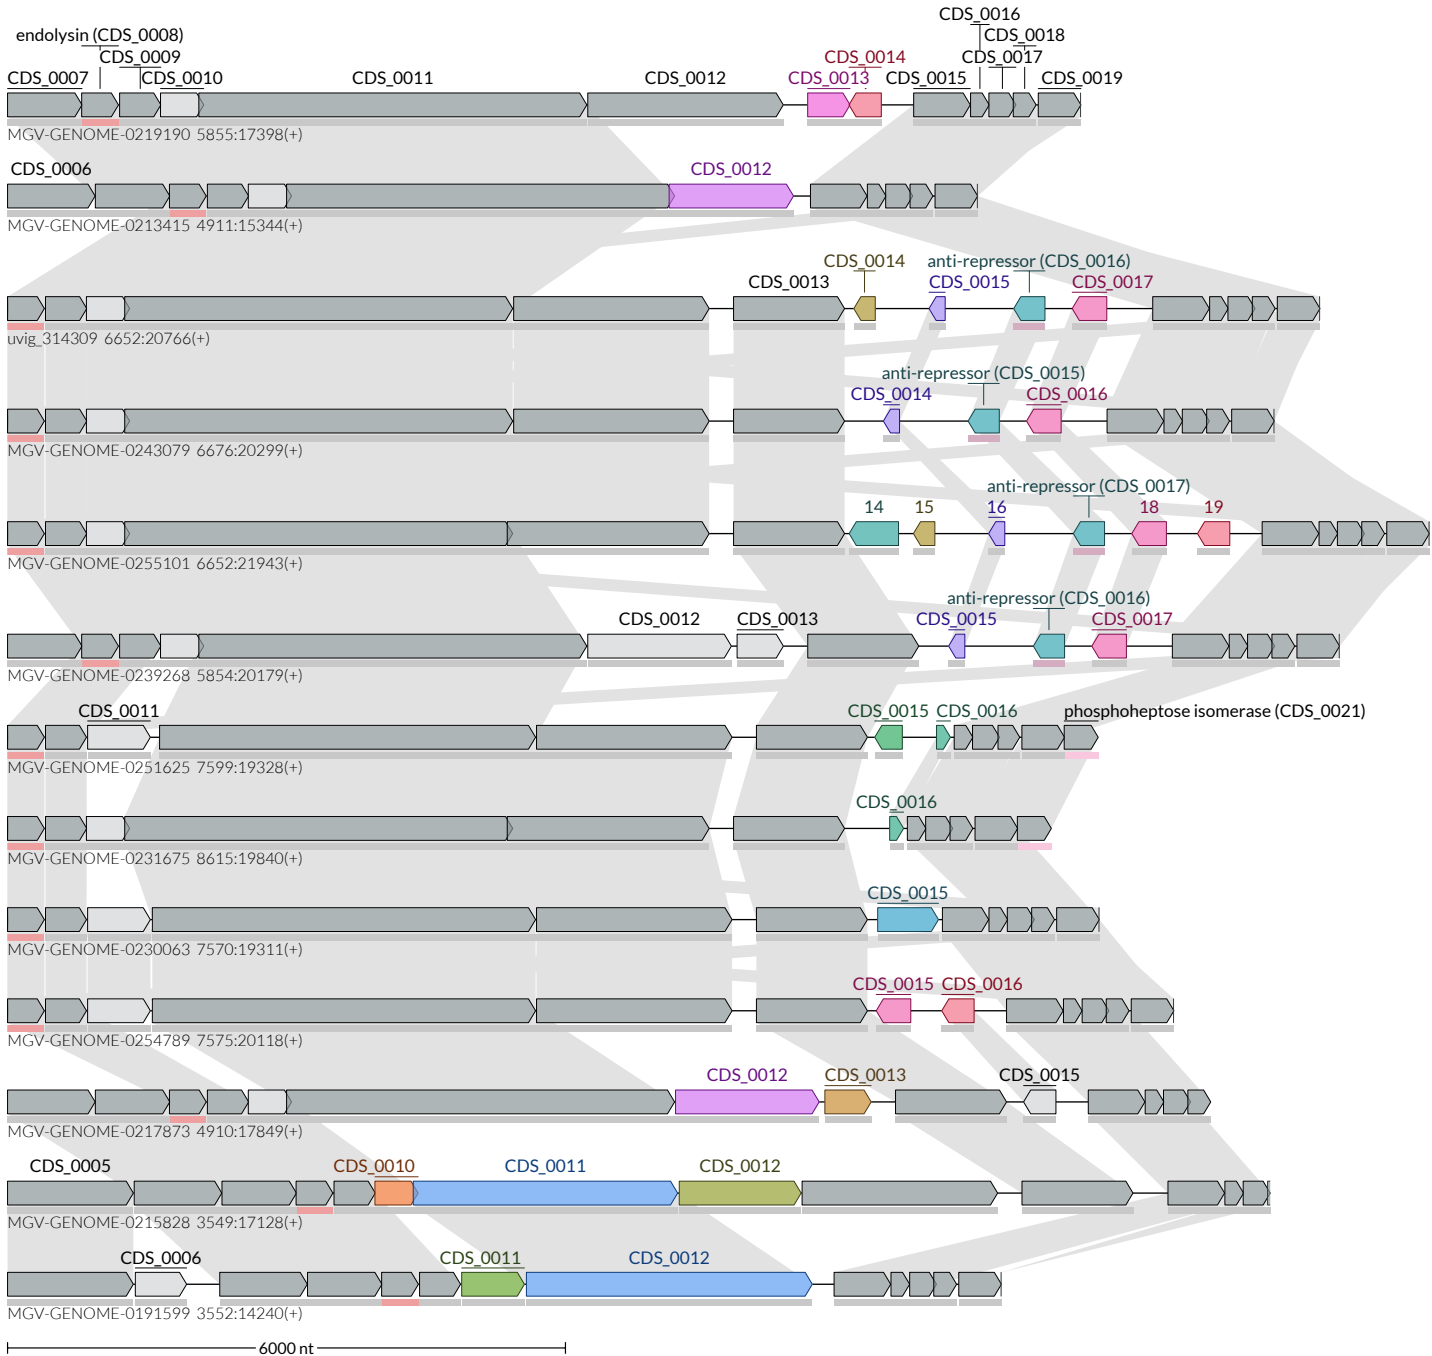 CDS_0016
endolysin (CDS_0008) CDS_0018
CDS_0009 CDS_0014 CDS_0017
CDS_0007 CDS_0010 CDS_0011 CDS_0012 CDS_0013 CDS_0015 CDS_0019
MGV-GENOME-0219190 5855:17398(+)
CDS_0006 CDS_0012
MGV-GENOME-0213415 4911:15344(+)
CDS_0014 anti-repressor (CDS_0016)
CDS_0013 CDS_0015 CDS_0017
uvig_314309 6652:20766(+)
anti-repressor (CDS_0015)
CDS_0014 CDS_0016
MGV-GENOME-0243079 6676:20299(+)
anti-repressor (CDS_0017)
14 15 16 18 19
MGV-GENOME-0255101 6652:21943(+)
anti-repressor (CDS_0016)
CDS_0012 CDS_0013 CDS_0015 CDS_0017
MGV-GENOME-0239268 5854:20179(+)
CDS_0011 CDS_0015 CDS_0016 phosphoheptose isomerase (CDS_0021)
MGV-GENOME-0251625 7599:19328(+)
CDS_0016
MGV-GENOME-0231675 8615:19840(+)
CDS_0015
MGV-GENOME-0230063 7570:19311(+)
CDS_0015 CDS_0016
MGV-GENOME-0254789 7575:20118(+)
CDS_0012 CDS_0013 CDS_0015
MGV-GENOME-0217873 4910:17849(+)
CDS_0005 CDS_0010 CDS_0011 CDS_0012
MGV-GENOME-0215828 3549:17128(+)
CDS_0006 CDS_0011 CDS_0012
MGV-GENOME-0191599 3552:14240(+)
6000 nt